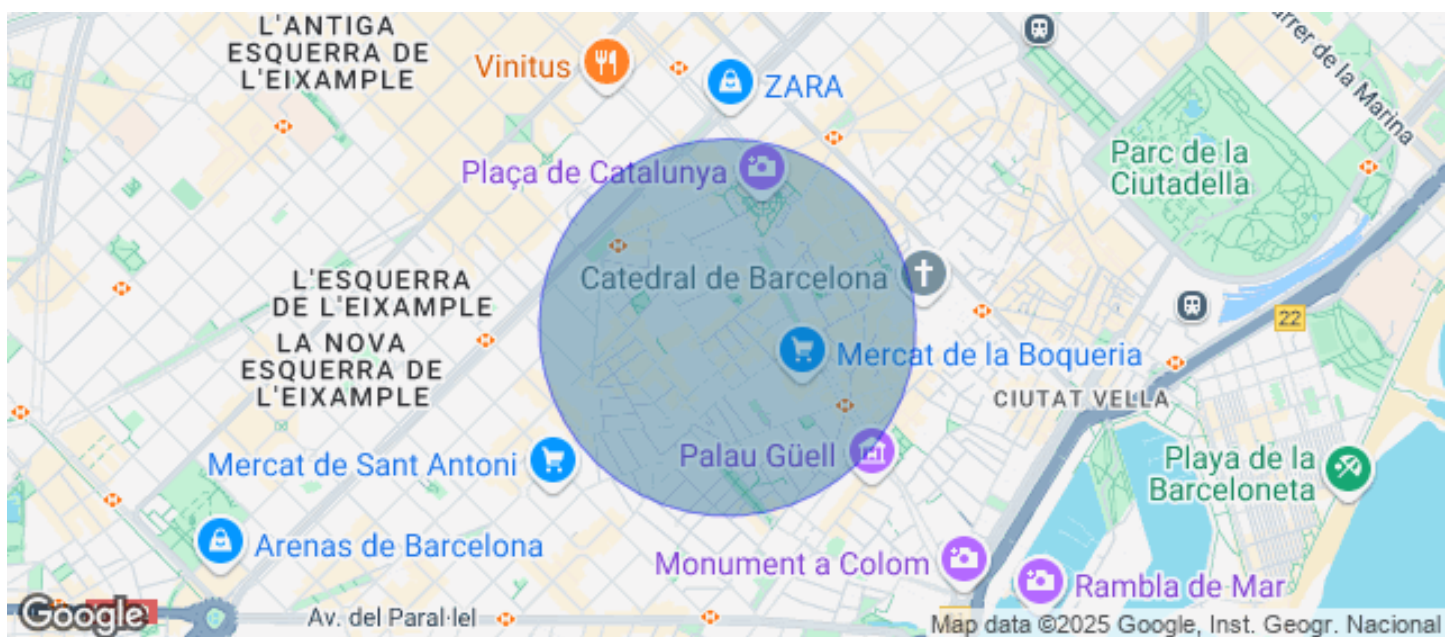 L'ANTIGA
ESQUERRA DE
L'EIXAMPLE
Vinitus
ZARA
Carrer de la Marina
Plaça de Catalunya
Parc de la
Ciutadella
Catedral de Barcelona
L'ESQUERRA
DE L'EIXAMPLE
22
LA NOVA
ESQUERRA DE
L'EIXAMPLE
Mercat de la Boqueria
CIUTAT VELLA
Mercat de Sant Antoni
Palau Güell
Playa de la
Barceloneta
Arenas de Barcelona
Monument a Colom
Rambla de Mar
Google
Av. del Paral·lel
Map data ©2025 Google, Inst. Geogr. Nacional